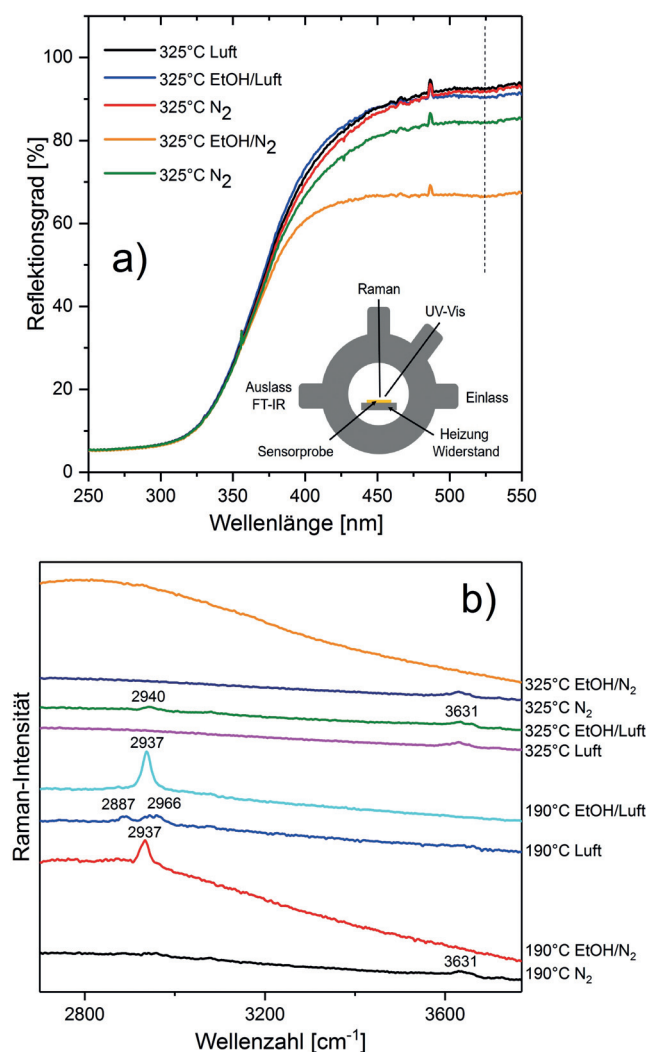 100
80
60
40
20
0
Reflektionsgrad [%]
325°C Luft
325°C EtOH/Luft
325°C N2
325°C EtOH/N2
325°C N2
a)
Raman
UV-Vis
Auslass
FT-IR
Einlass
Sensorprobe
Heizung
Widerstand
250 300 350 400 450 500 550
Wellenlänge [nm]
b)
Raman-Intensität
325°C EtOH/N2
2940
3631
325°C N2
325°C EtOH/Luft
325°C Luft
2937
190°C EtOH/Luft
2887 2966
190°C Luft
2937
190°C EtOH/N2
3631
190°C N2
2800 3200 3600
Wellenzahl [cm-1]